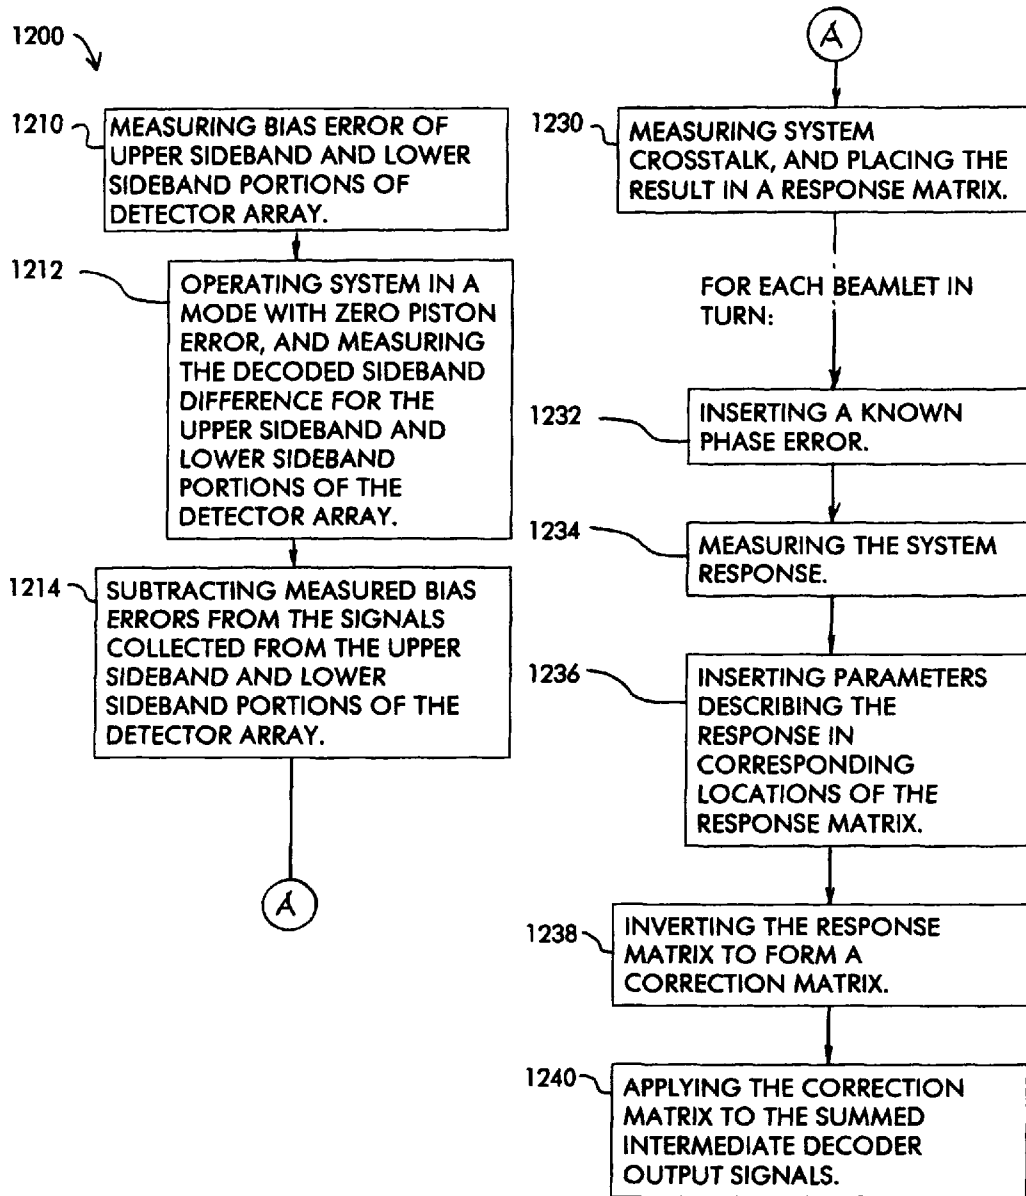 1200
1210
MEASURING BIAS ERROR OF
UPPER SIDEBAND AND LOWER
SIDEBAND PORTIONS OF
DETECTOR ARRAY.
1212
OPERATING SYSTEM IN A
MODE WITH ZERO PISTON
ERROR, AND MEASURING
THE DECODED SIDEBAND
DIFFERENCE FOR THE
UPPER SIDEBAND AND
LOWER SIDEBAND
PORTIONS OF THE
DETECTOR ARRAY.
1214
SUBTRACTING MEASURED BIAS
ERRORS FROM THE SIGNALS
COLLECTED FROM THE UPPER
SIDEBAND AND LOWER
SIDEBAND PORTIONS OF THE
DETECTOR ARRAY.
A
A
1230
MEASURING SYSTEM
CROSSTALK, AND PLACING THE
RESULT IN A RESPONSE MATRIX.
FOR EACH BEAMLET IN
TURN:
1232
INSERTING A KNOWN
PHASE ERROR.
1234
MEASURING THE SYSTEM
RESPONSE.
1236
INSERTING PARAMETERS
DESCRIBING THE
RESPONSE IN
CORRESPONDING
LOCATIONS OF THE
RESPONSE MATRIX.
1238
INVERTING THE RESPONSE
MATRIX TO FORM A
CORRECTION MATRIX.
1240
APPLYING THE CORRECTION
MATRIX TO THE SUMMED
INTERMEDIATE DECODER
OUTPUT SIGNALS.